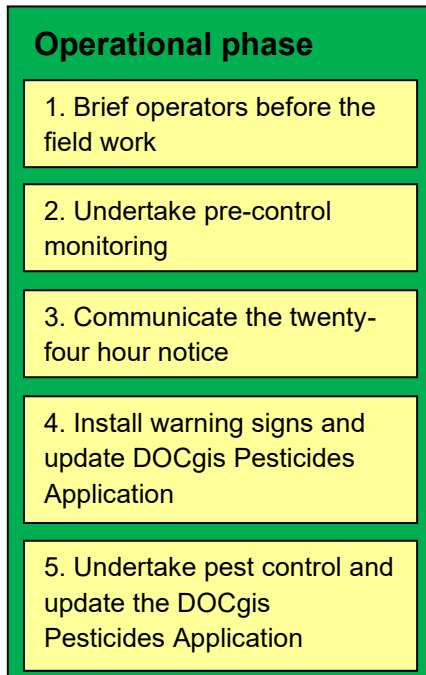 Operational phase
1. Brief operators before the
field work
2. Undertake pre-control
monitoring
3. Communicate the twenty-
four hour notice
4. Install warning signs and
update DOCgis Pesticides
Application
5. Undertake pest control and
update the DOCgis
Pesticides Application